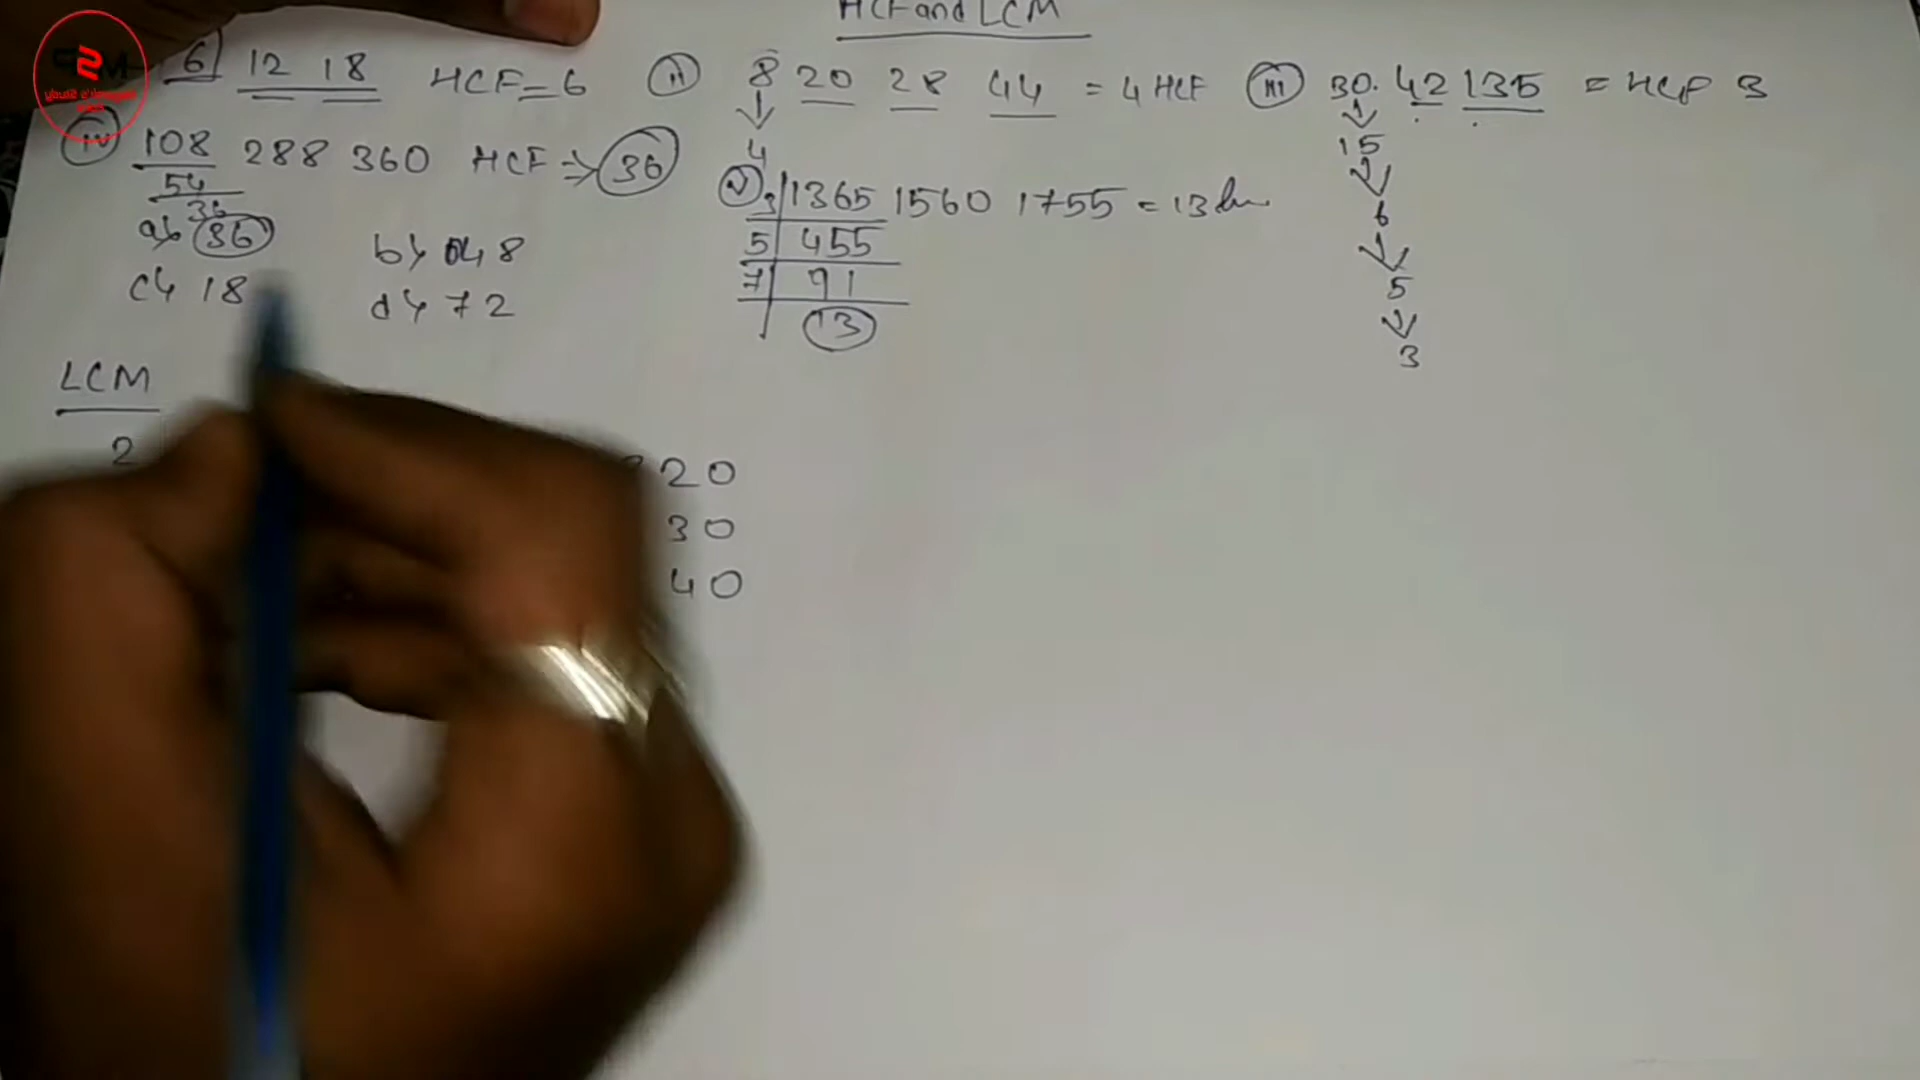 HCF and LCM
6) 12 18 HCF=6 (ii) 8 20 28 44 = 4 HCF (iii) 30. 42 135 = HCF 3
4 15
(iv) 108 288 360 HCF ⇒ 36
6
54
(v) 3 1365 1560 1755 = 13
36
a) 36 b) 48
5 455
5
c) 18 d) 72
7 91
13
3
LCM
2
20
30
40